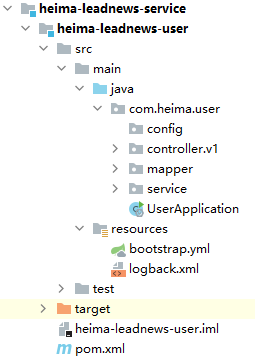 heima-leadnews-service
heima-leadnews-user
src
main
java
com.heima.user
config
controller.v1
mapper
service
UserApplication
resources
bootstrap.yml
logback.xml
test
target
heima-leadnews-user.iml
pom.xml